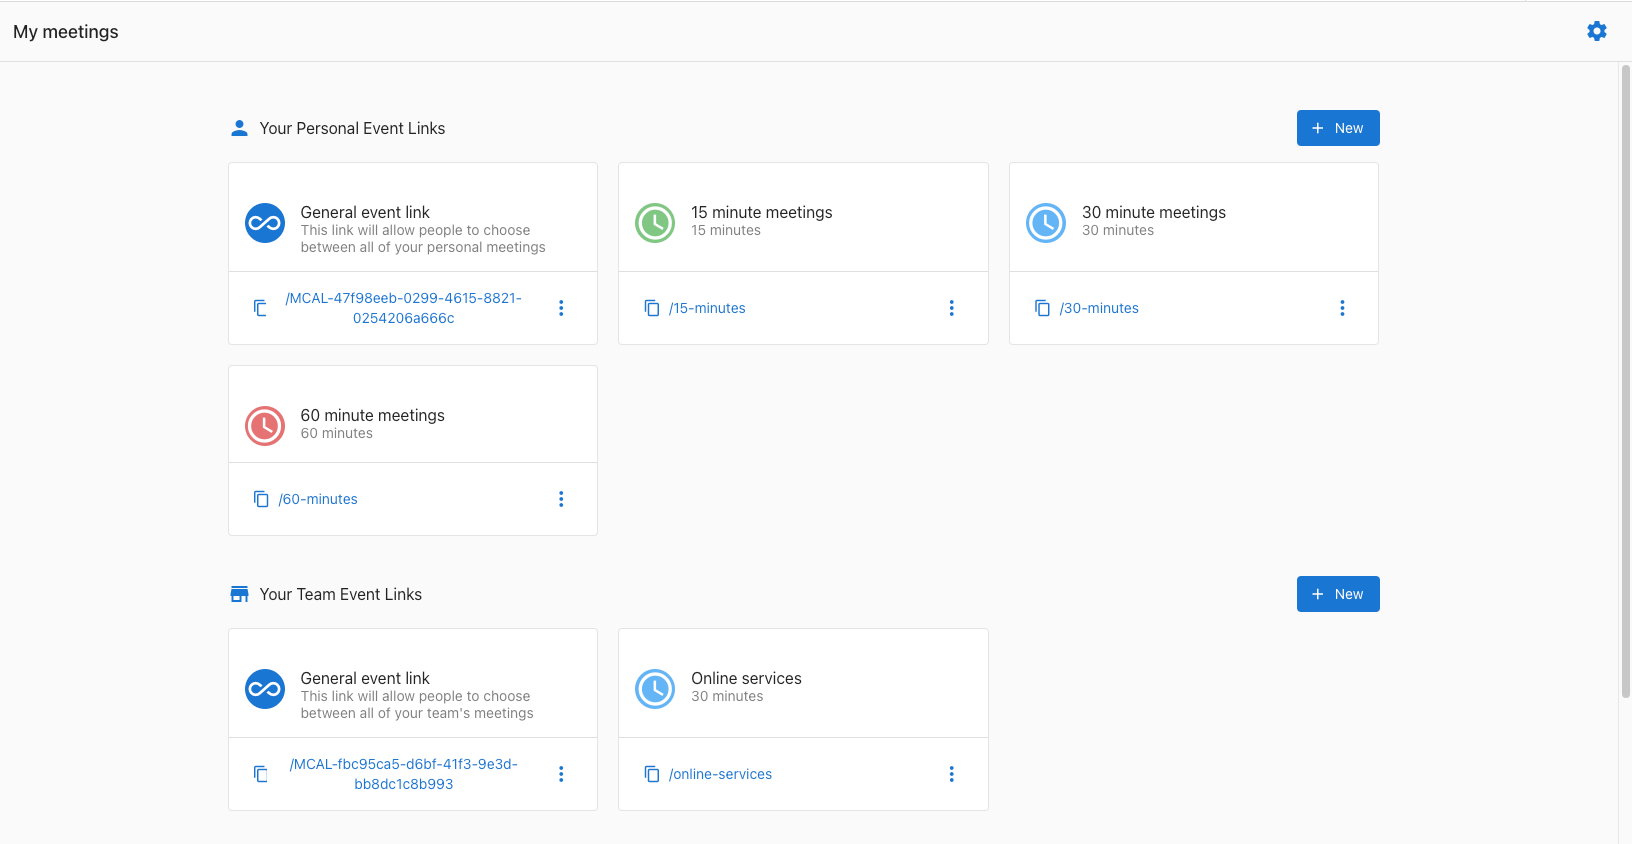 My meetings
Your Personal Event Links
New
General event link
This link will allow people to choose
between all of your personal meetings
/MCAL-47f98eeb-0299-4615-8821-
0254206a666c
15 minute meetings
15 minutes
/15-minutes
30 minute meetings
30 minutes
/30-minutes
60 minute meetings
60 minutes
/60-minutes
Your Team Event Links
New
General event link
This link will allow people to choose
between all of your team's meetings
/MCAL-fbc95ca5-d6bf-41f3-9e3d-
bb8dc1c8b993
Online services
30 minutes
/online-services